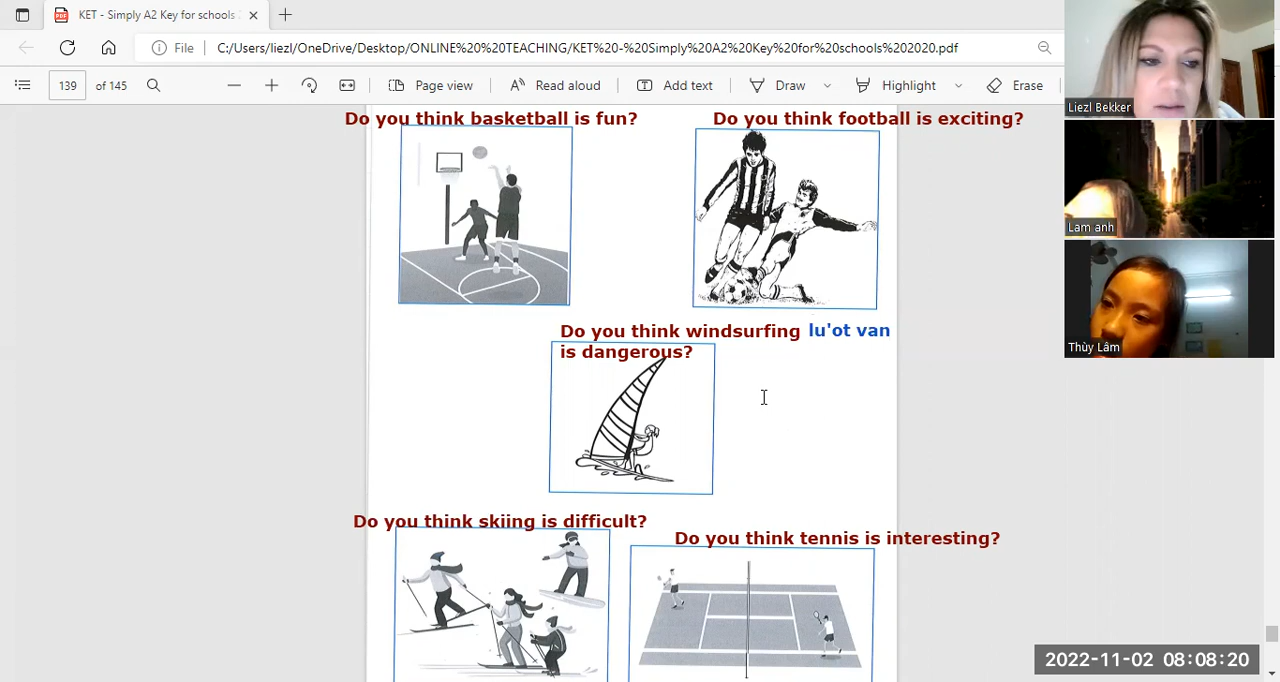 KET - Simply A2 Key for schools
File
C:/Users/liezl/OneDrive/Desktop/ONLINE%20%20TEACHING/KET%20-%20Simply%20A2%20Key%20for%20schools%202020.pdf
139 of 145
Page view
Read aloud
Add text
Draw
Highlight
Erase
Do you think basketball is fun?
Do you think football is exciting?
Do you think windsurfing lu'ot van
is dangerous?
Do you think skiing is difficult?
Do you think tennis is interesting?
Liezl Bekker
Lam anh
Thùy Lâm
2022-11-02 08:08:20